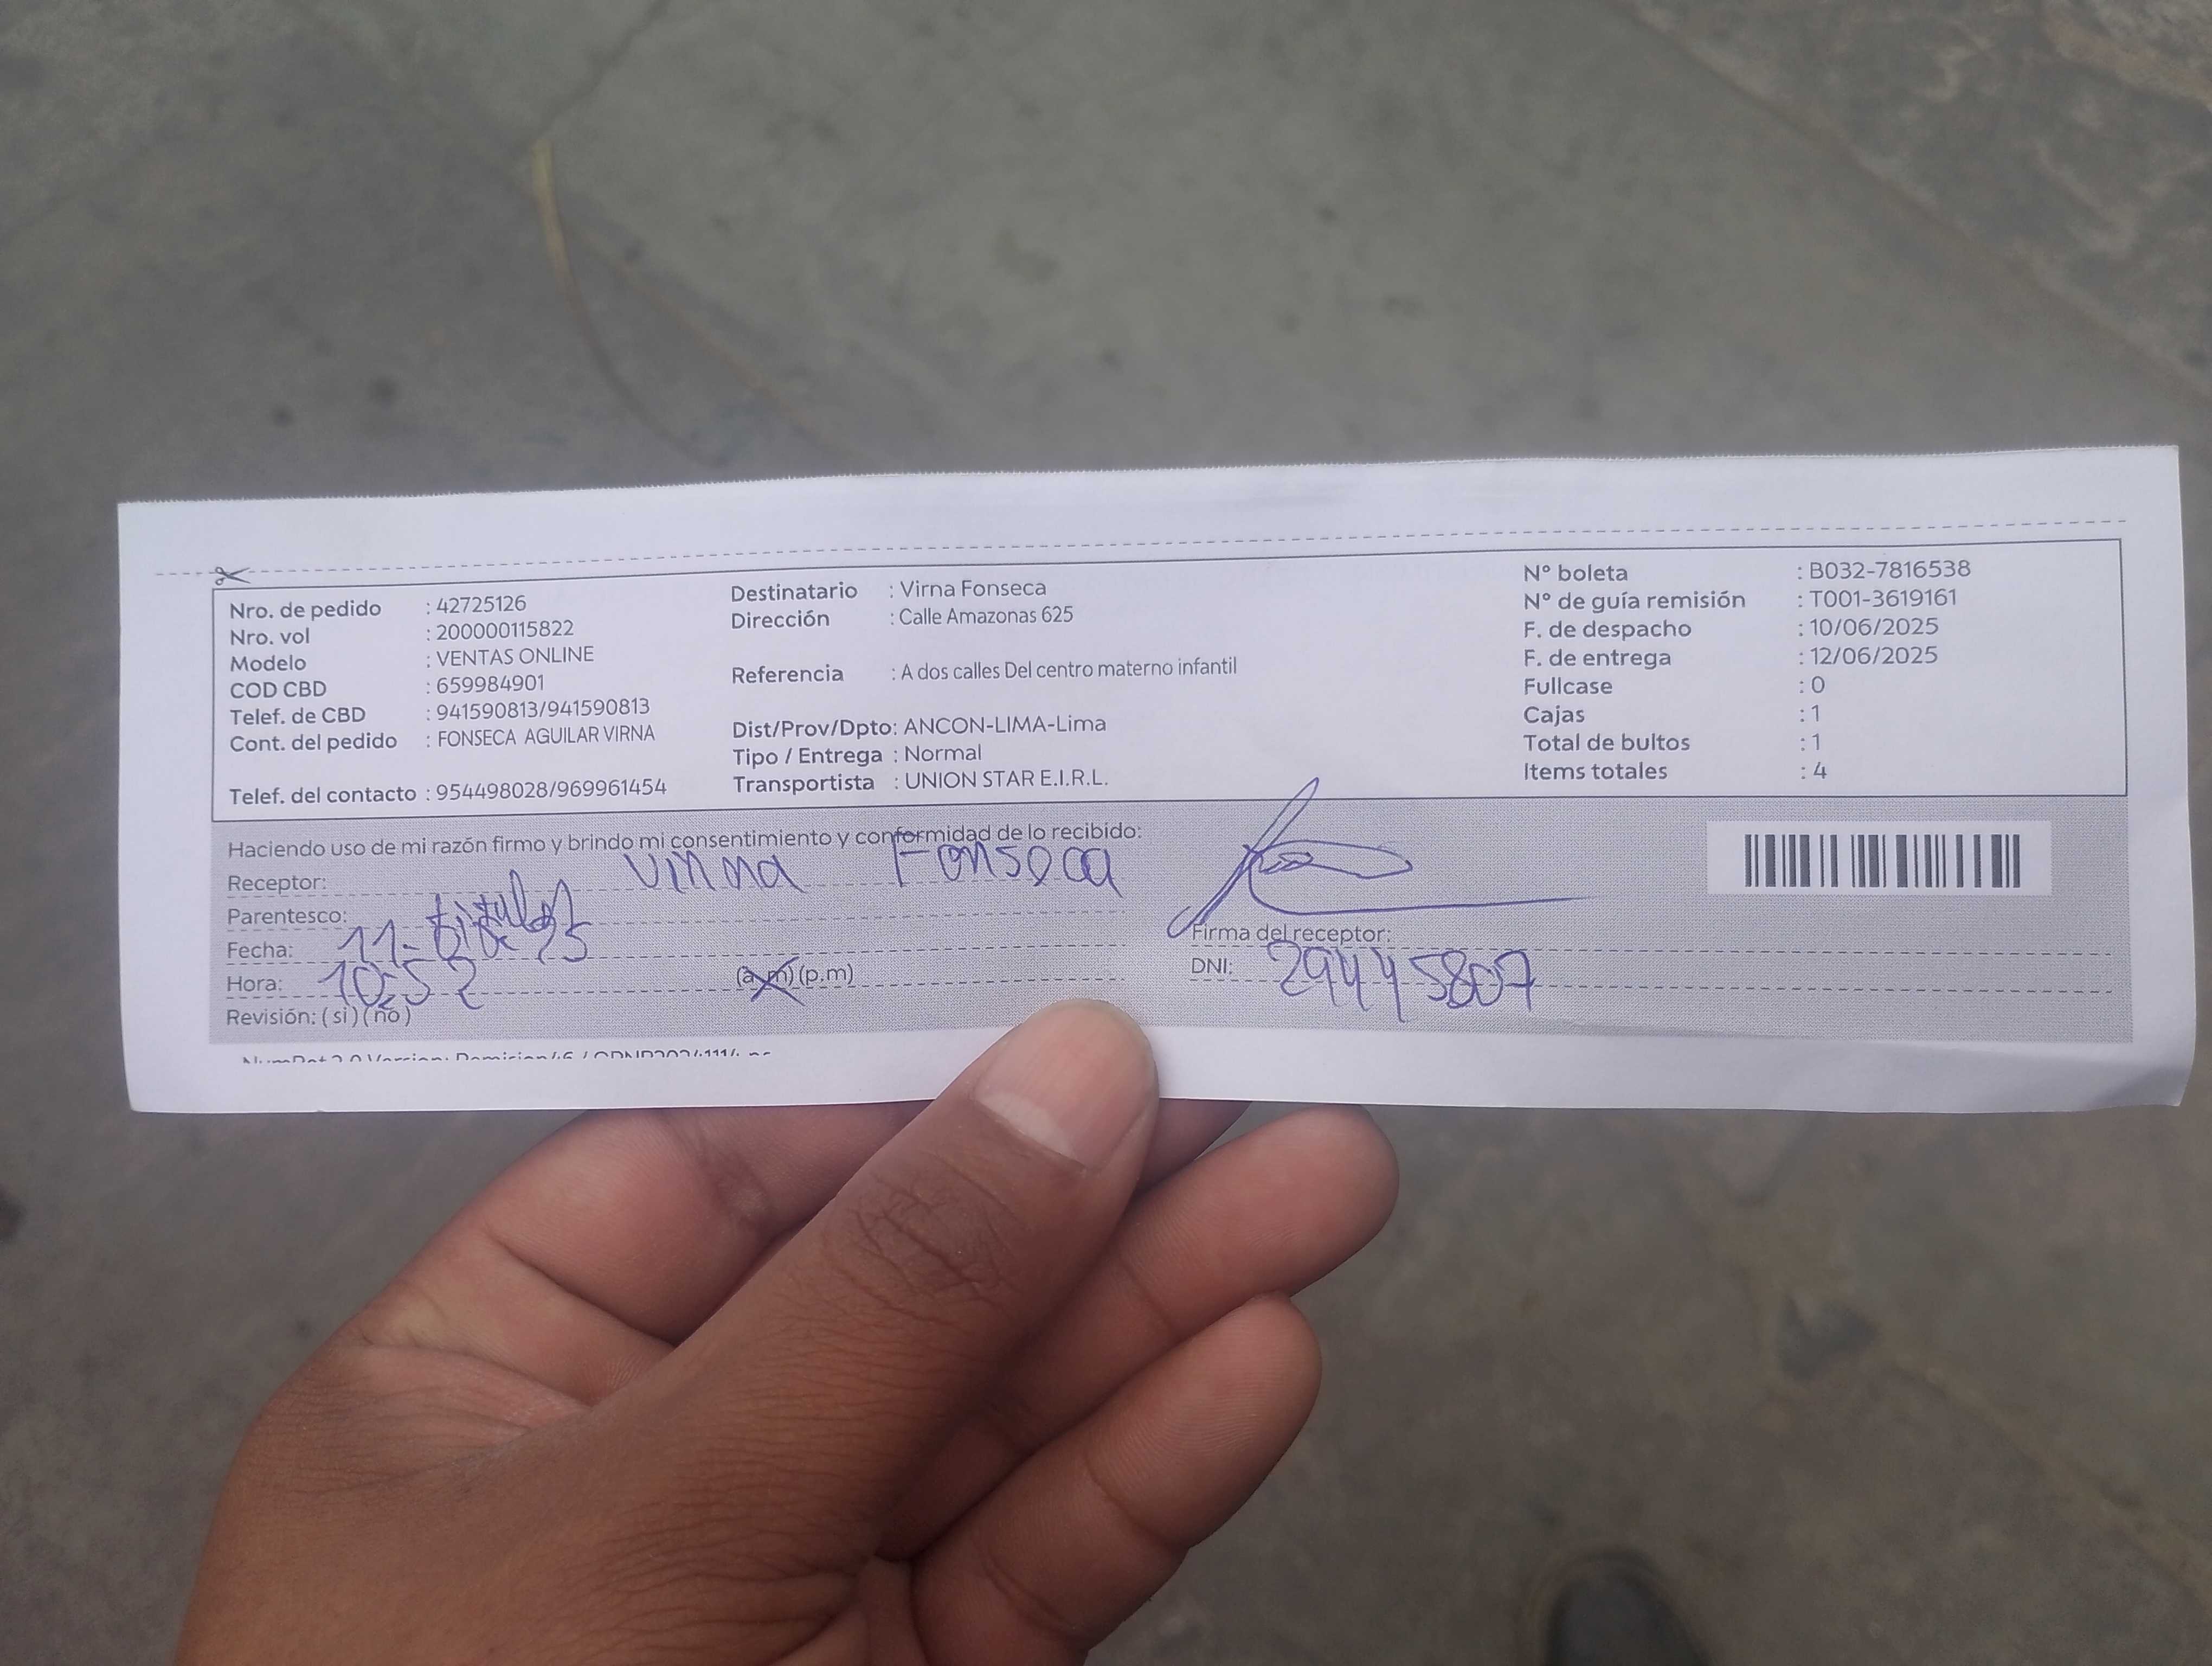 Nro. de pedido : 42725126
Nro. vol : 200000115822
Modelo : VENTAS ONLINE
COD CBD : 659984901
Telef. de CBD : 941590813/941590813
Cont. del pedido : FONSECA AGUILAR VIRNA
Telef. del contacto : 954498028/969961454
Destinatario : Virna Fonseca
Dirección : Calle Amazonas 625
Referencia : A dos calles Del centro materno infantil
Dist/Prov/Dpto: ANCON-LIMA-Lima
Tipo / Entrega : Normal
Transportista : UNION STAR E.I.R.L.
N° boleta : B032-7816538
N° de guía remisión : T001-3619161
F. de despacho : 10/06/2025
F. de entrega : 12/06/2025
Fullcase : 0
Cajas : 1
Total de bultos : 1
Items totales : 4
Haciendo uso de mi razón firmo y brindo mi consentimiento y conformidad de lo recibido:
Receptor: Virna Fonseca
Parentesco: titular
Fecha: 11- 25
Hora: 10:52 (a.m) (p.m)
Revisión: (si) (no)
Firma del receptor:
DNI: 29445807